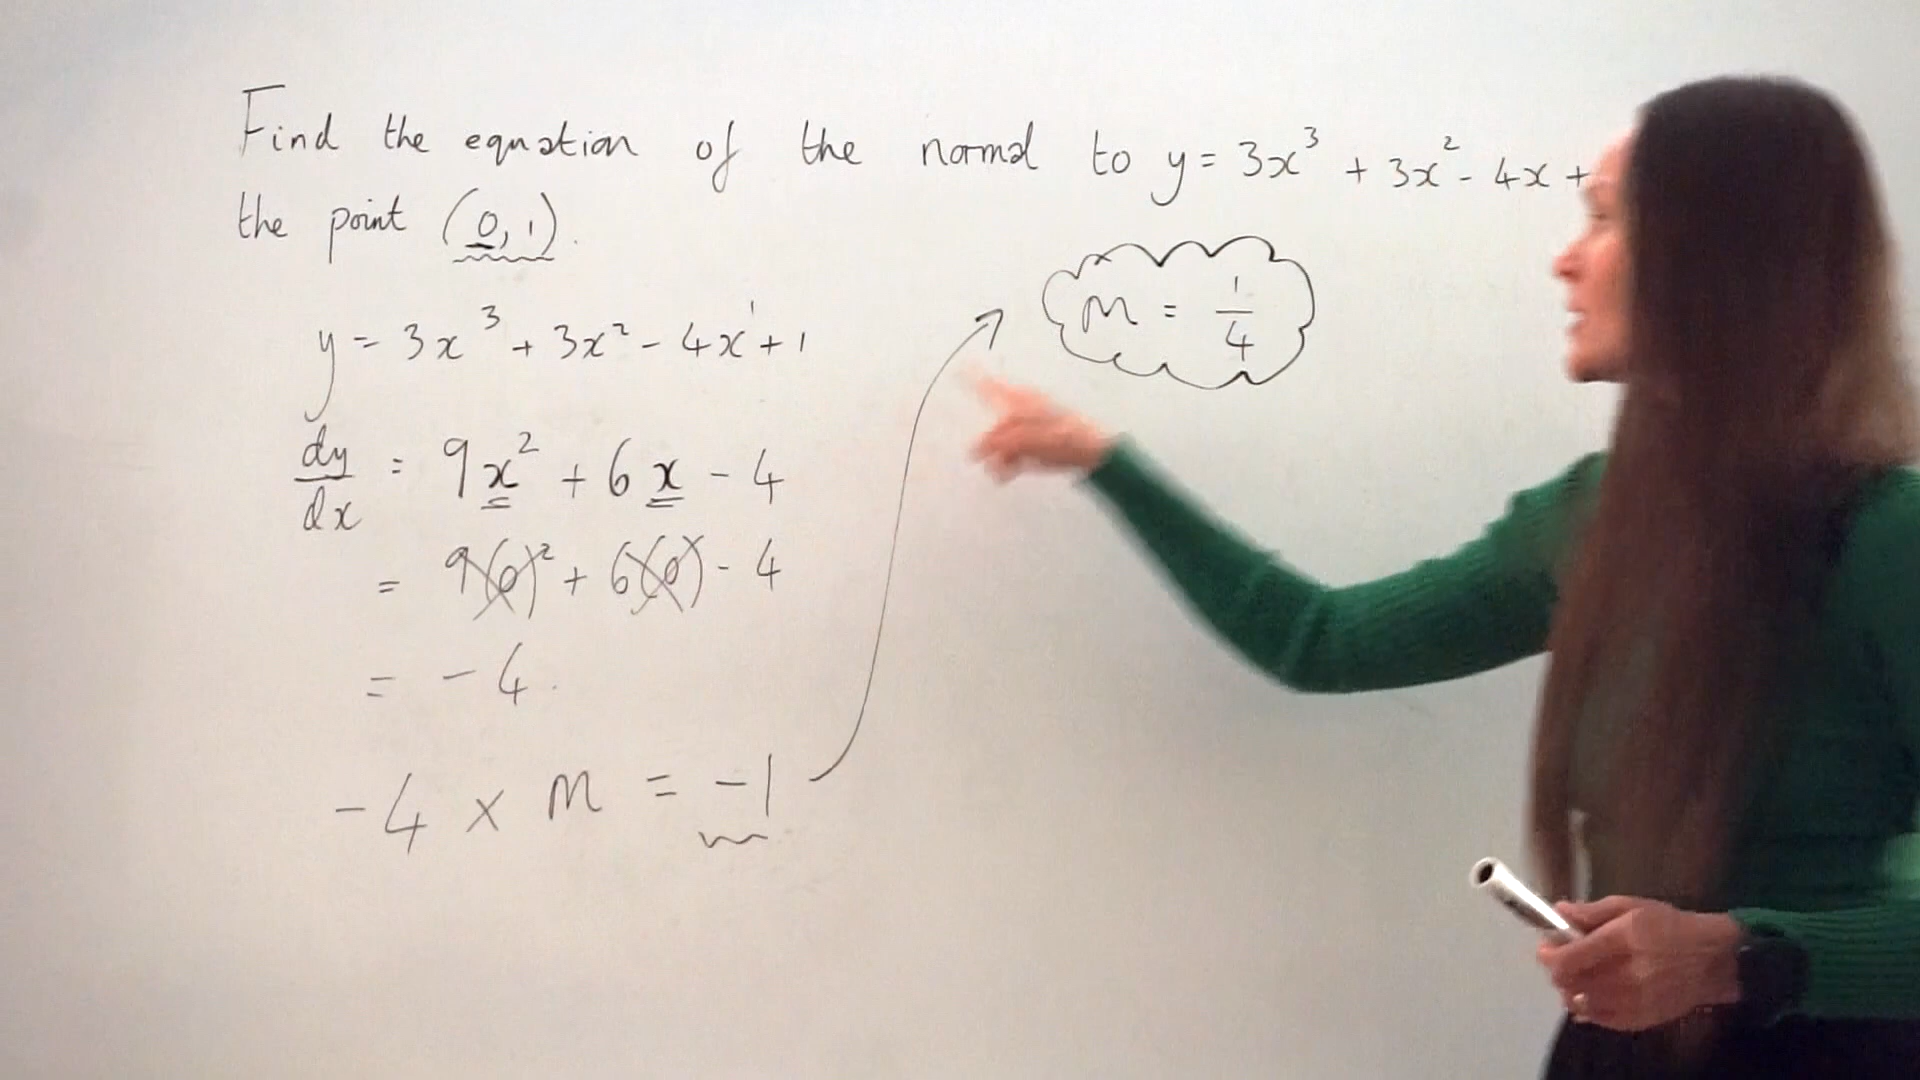 Find the equation of the normal to y = 3x³ + 3x² - 4x +
the point (0, 1).
y = 3x³ + 3x² - 4x¹ + 1
dy/dx = 9x² + 6x - 4
= 9(0)² + 6(0) - 4
= -4.
-4 × m = -1
m = 1/4